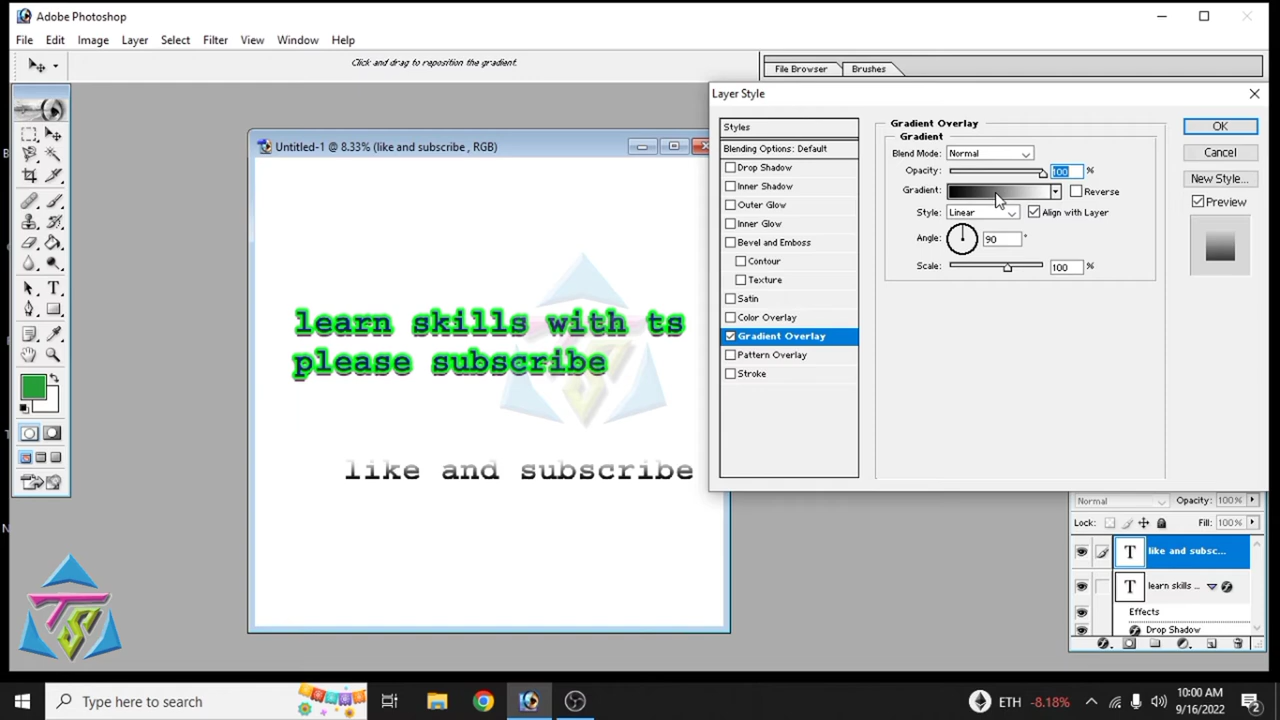 Adobe Photoshop
File Edit Image Layer Select Filter View Window Help
Click and drag to reposition the gradient.
File Browser Brushes
Layer Style
Untitled-1 @ 8.33% (like and subscribe , RGB)
learn skills with ts
please subscribe
like and subscribe
Styles
Blending Options: Default
Drop Shadow
Inner Shadow
Outer Glow
Inner Glow
Bevel and Emboss
Contour
Texture
Satin
Color Overlay
Gradient Overlay
Pattern Overlay
Stroke
Gradient Overlay
Gradient
Blend Mode: Normal
Opacity: 100 %
Gradient: Reverse
Style: Linear Align with Layer
Angle: 90 °
Scale: 100 %
OK
Cancel
New Style...
Preview
Normal Opacity: 100%
Lock: Fill: 100%
T like and subsc...
T learn skills ...
Effects
Drop Shadow
TS
Type here to search
ETH -8.18%
10:00 AM
9/16/2022
2